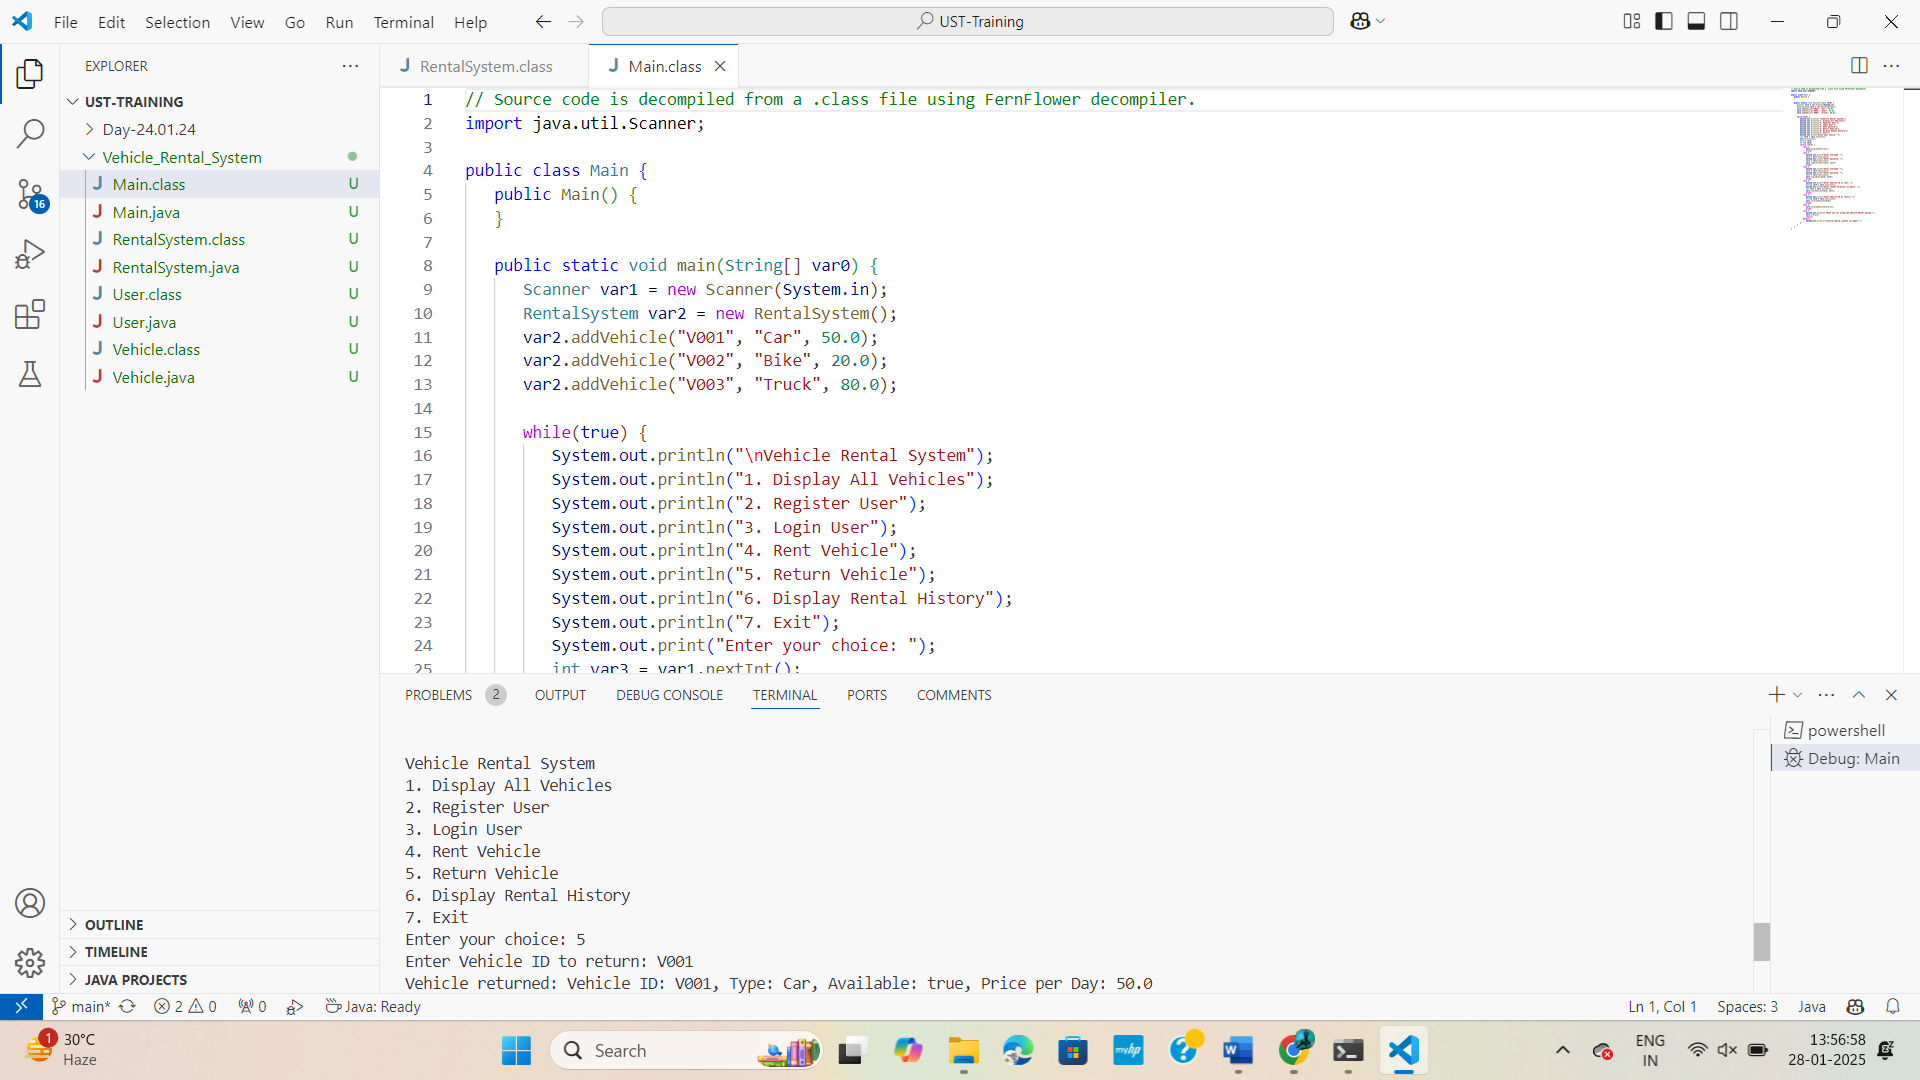 File Edit Selection View Go Run Terminal Help
UST-Training
EXPLORER
UST-TRAINING
Day-24.01.24
Vehicle_Rental_System
Main.class U
Main.java U
RentalSystem.class U
RentalSystem.java U
User.class U
User.java U
Vehicle.class U
Vehicle.java U
16
OUTLINE
TIMELINE
JAVA PROJECTS
RentalSystem.class
Main.class
1 // Source code is decompiled from a .class file using FernFlower decompiler.
2 import java.util.Scanner;
3
4 public class Main {
5 public Main() {
6 }
7
8 public static void main(String[] var0) {
9 Scanner var1 = new Scanner(System.in);
10 RentalSystem var2 = new RentalSystem();
11 var2.addVehicle("V001", "Car", 50.0);
12 var2.addVehicle("V002", "Bike", 20.0);
13 var2.addVehicle("V003", "Truck", 80.0);
14
15 while(true) {
16 System.out.println("\nVehicle Rental System");
17 System.out.println("1. Display All Vehicles");
18 System.out.println("2. Register User");
19 System.out.println("3. Login User");
20 System.out.println("4. Rent Vehicle");
21 System.out.println("5. Return Vehicle");
22 System.out.println("6. Display Rental History");
23 System.out.println("7. Exit");
24 System.out.print("Enter your choice: ");
25 int var3 = var1.nextInt();
PROBLEMS 2 OUTPUT DEBUG CONSOLE TERMINAL PORTS COMMENTS
powershell
Debug: Main
Vehicle Rental System
1. Display All Vehicles
2. Register User
3. Login User
4. Rent Vehicle
5. Return Vehicle
6. Display Rental History
7. Exit
Enter your choice: 5
Enter Vehicle ID to return: V001
Vehicle returned: Vehicle ID: V001, Type: Car, Available: true, Price per Day: 50.0
main* 2 0 0 Java: Ready
Ln 1, Col 1 Spaces: 3 Java
1
30°C
Haze
Search
myhp
ENG
IN
13:56:58
28-01-2025